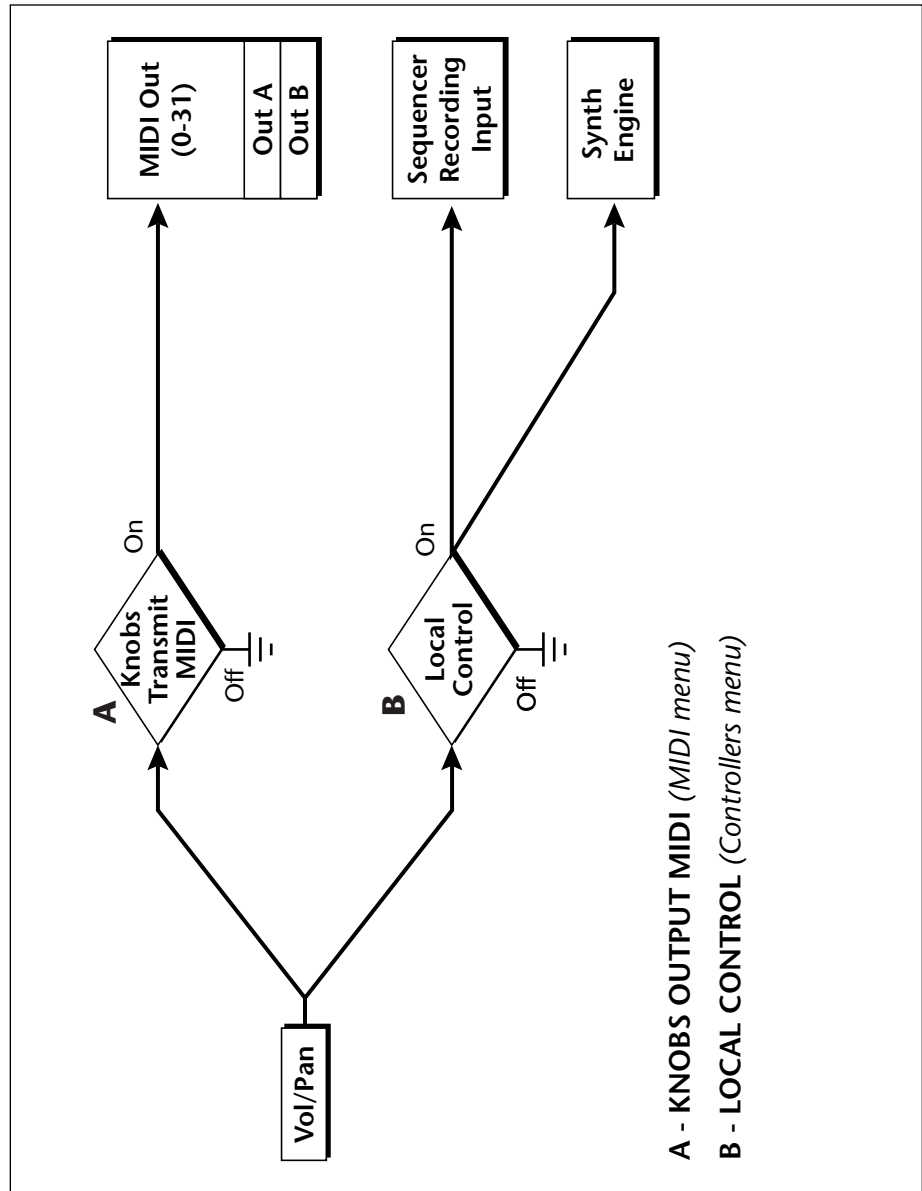 Vol/Pan
A
Knobs
Transmit
MIDI
On
Off
MIDI Out
(0-31)
Out A
Out B
B
Local
Control
On
Off
Sequencer
Recording
Input
Synth
Engine
A - KNOBS OUTPUT MIDI (MIDI menu)
B - LOCAL CONTROL (Controllers menu)